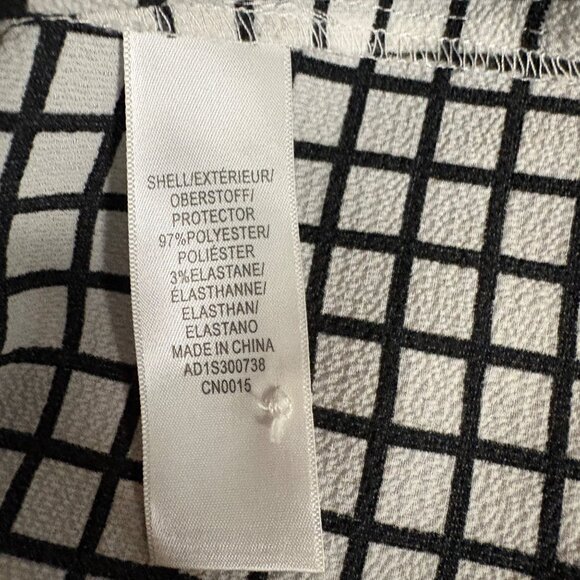 SHELL/EXTÉRIEUR/
OBERSTOFF/
PROTECTOR
97%POLYESTER/
POLIÉSTER
3%ELASTANE/
ÉLASTHANNE/
ELASTHAN/
ELASTANO
MADE IN CHINA
AD1S300738
CN0015